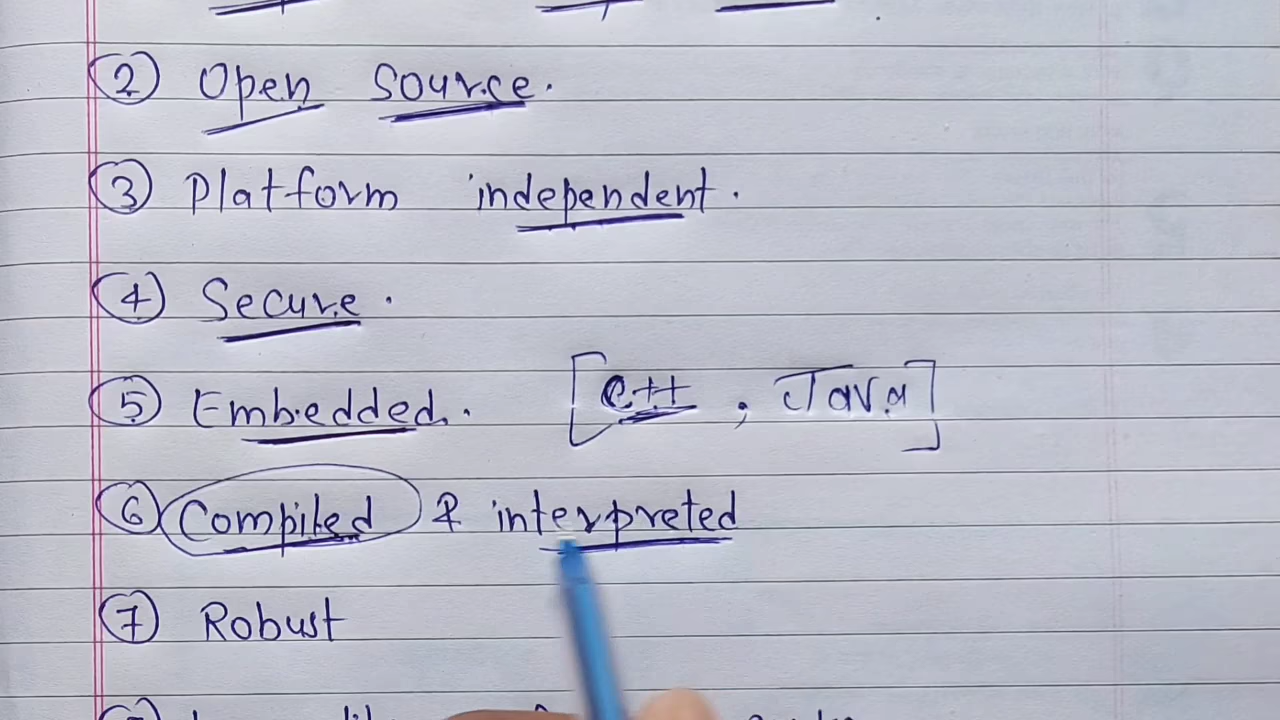 ② Open Source.
③ Platform independent.
④ Secure.
⑤ Embedded. [C++, Java]
⑥ Compiled & interpreted
⑦ Robust